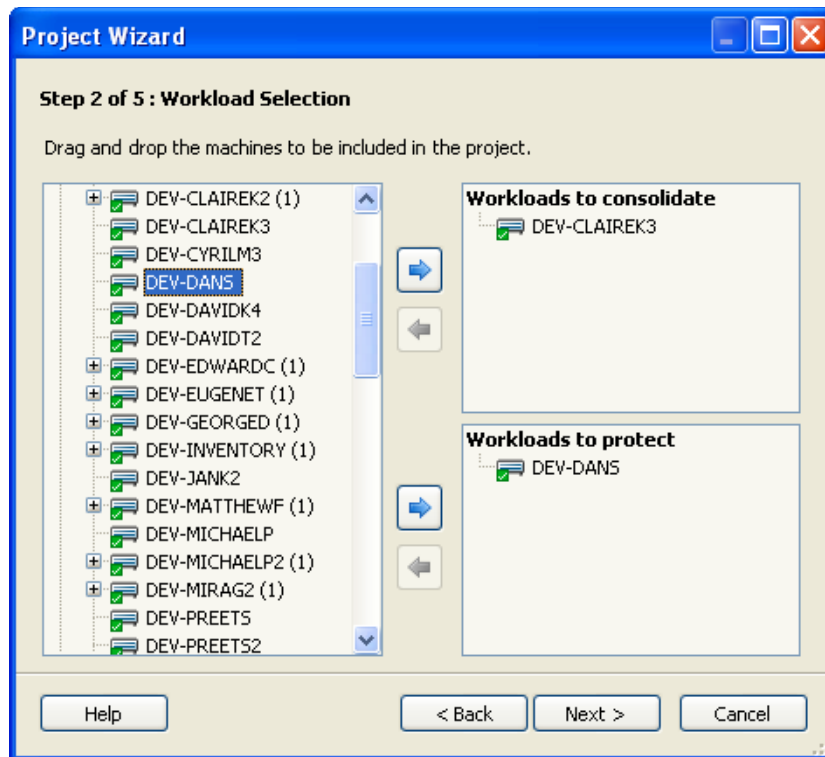 Project Wizard
Step 2 of 5 : Workload Selection
Drag and drop the machines to be included in the project.
DEV-CLAIREK2 (1)
DEV-CLAIREK3
DEV-CYRILM3
DEV-DANS
DEV-DAVIDK4
DEV-DAVIDT2
DEV-EDWARDC (1)
DEV-EUGENET (1)
DEV-GEORGED (1)
DEV-INVENTORY (1)
DEV-JANK2
DEV-MATTHEWF (1)
DEV-MICHAELP
DEV-MICHAELP2 (1)
DEV-MIRAG2 (1)
DEV-PREETS
DEV-PREETS2
Workloads to consolidate
DEV-CLAIREK3
Workloads to protect
DEV-DANS
Help
< Back
Next >
Cancel